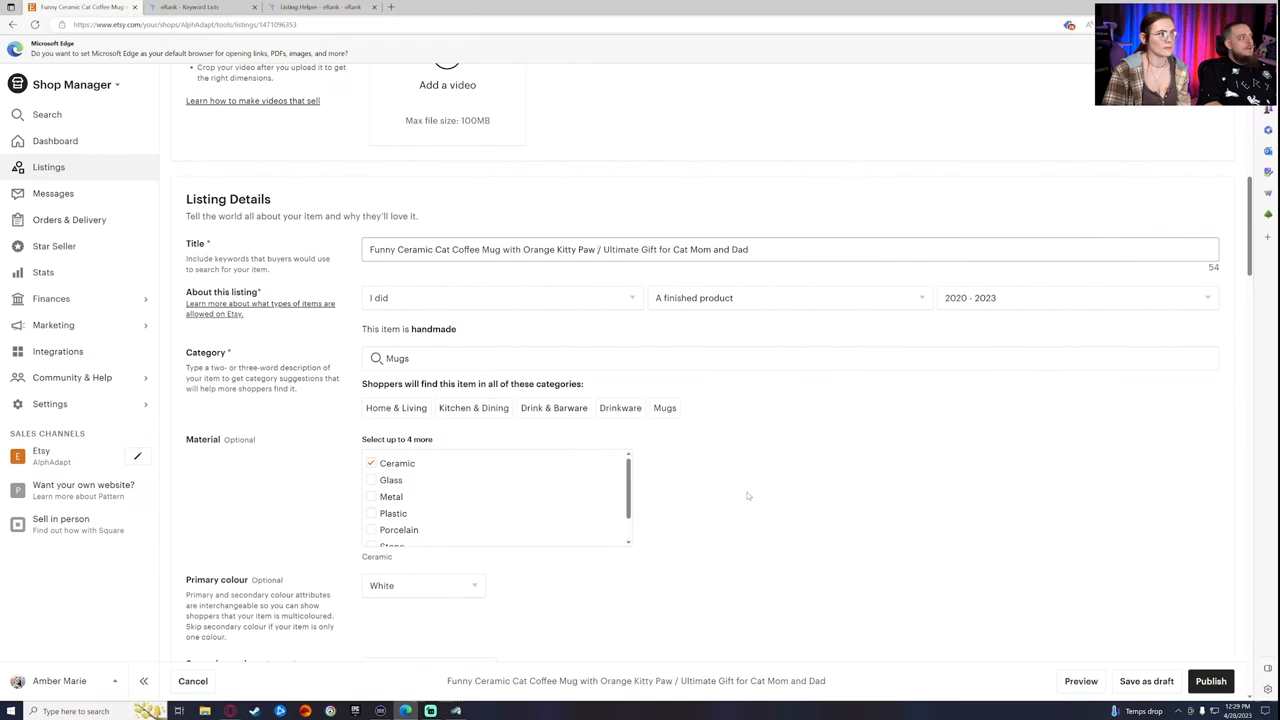 Funny Ceramic Cat Coffee Mug w
eRank - Keyword Lists
Listing Helper - eRank - eRank
https://www.etsy.com/your/shops/AlphAdapt/tools/listings/1471096353
Microsoft Edge
Do you want to set Microsoft Edge as your default browser for opening links, PDFs, images, and more?
Shop Manager
Search
Dashboard
Listings
Messages
Orders & Delivery
Star Seller
Stats
Finances
Marketing
Integrations
Community & Help
Settings
SALES CHANNELS
Etsy
AlphAdapt
Want your own website?
Learn more about Pattern
Sell in person
Find out how with Square
Amber Marie
Crop your video after you upload it to get
the right dimensions.
Learn how to make videos that sell
Add a video
Max file size: 100MB
Listing Details
Tell the world all about your item and why they'll love it.
Title *
Include keywords that buyers would
use to search for your item.
Funny Ceramic Cat Coffee Mug with Orange Kitty Paw / Ultimate Gift for Cat Mom and Dad
54
About this listing*
Learn more about what types of items are
allowed on Etsy.
I did
A finished product
2020 - 2023
This item is handmade
Category *
Type a two- or three-word description of
your item to get category suggestions that
will help more shoppers find it.
Mugs
Shoppers will find this item in all of these categories:
Home & Living Kitchen & Dining Drink & Barware Drinkware Mugs
Material Optional
Select up to 4 more
Ceramic
Glass
Metal
Plastic
Porcelain
Stone
Ceramic
Primary colour Optional
Primary and secondary colour attributes
are interchangeable so you can show
shoppers that your item is multicoloured.
Skip secondary colour if your item is only
one colour.
White
Cancel
Funny Ceramic Cat Coffee Mug with Orange Kitty Paw / Ultimate Gift for Cat Mom and Dad
Preview
Save as draft
Publish
Type here to search
Temps drop
12:29 PM
4/28/2023